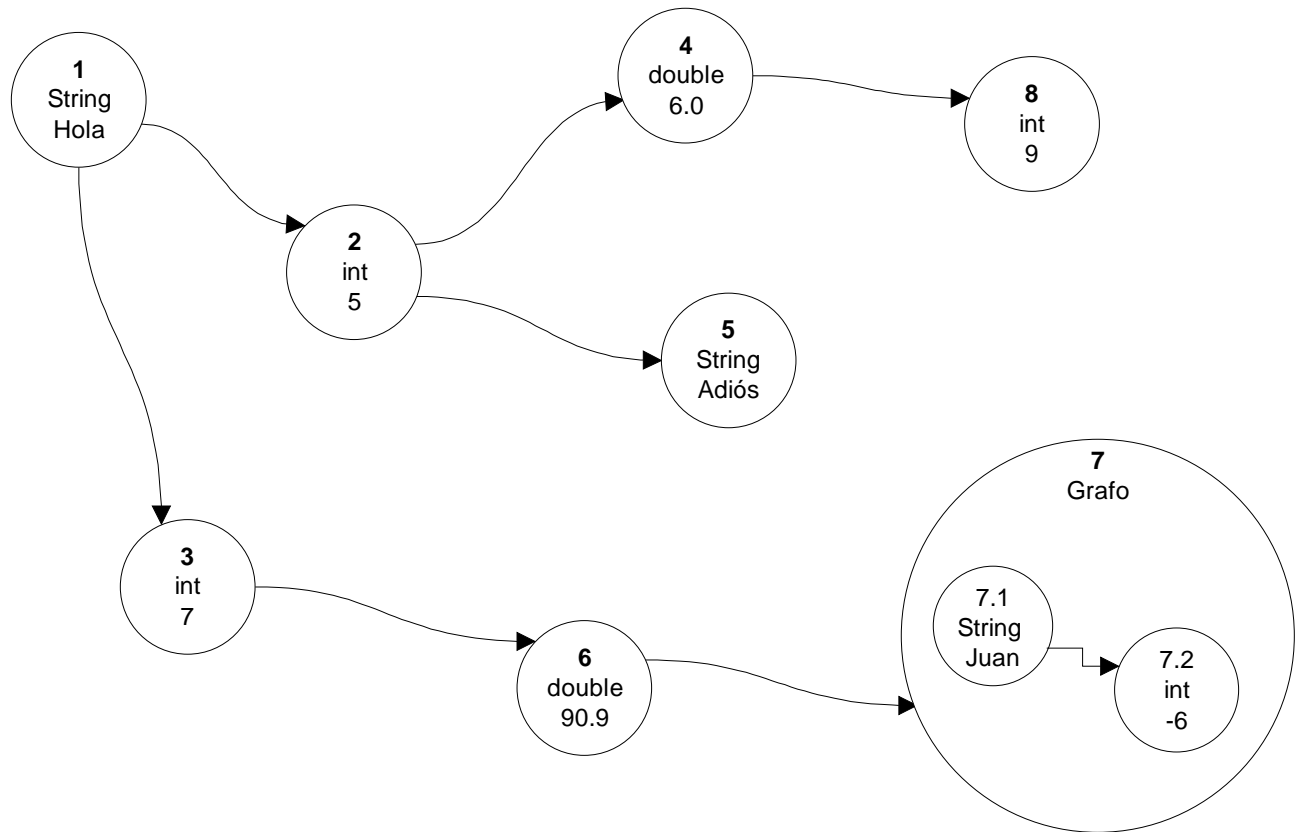 1
String
Hola
4
double
6.0
8
int
9
2
int
5
5
String
Adiós
3
int
7
6
double
90.9
7
Grafo
7.1
String
Juan
7.2
int
-6